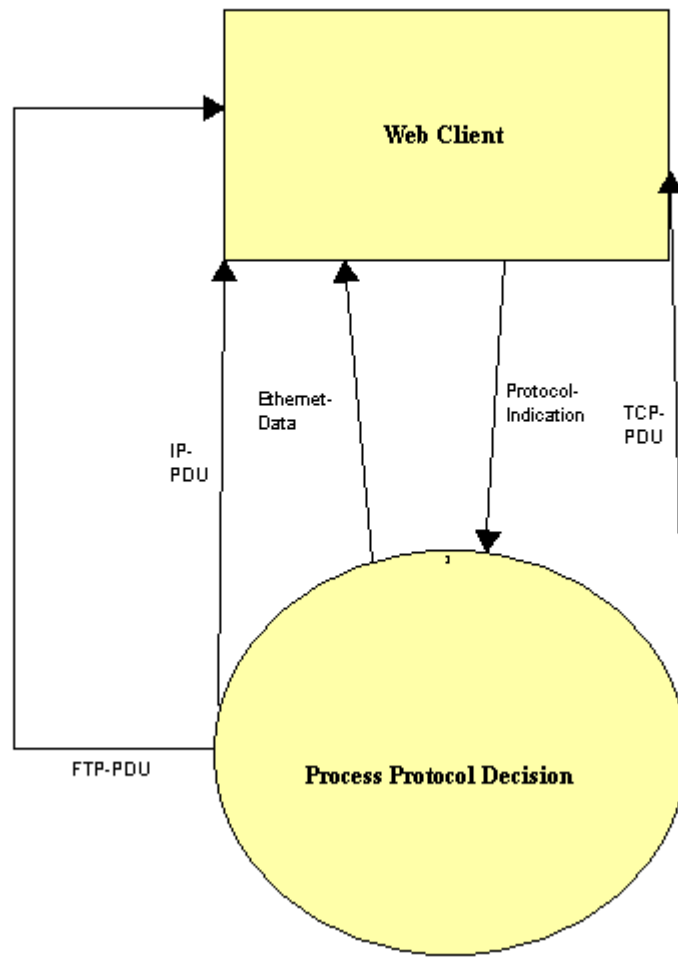 Web Client
Ethernet-
Data
Protocol-
Indication
TCP-
PDU
IP-
PDU
FTP-PDU
Process Protocol Decision